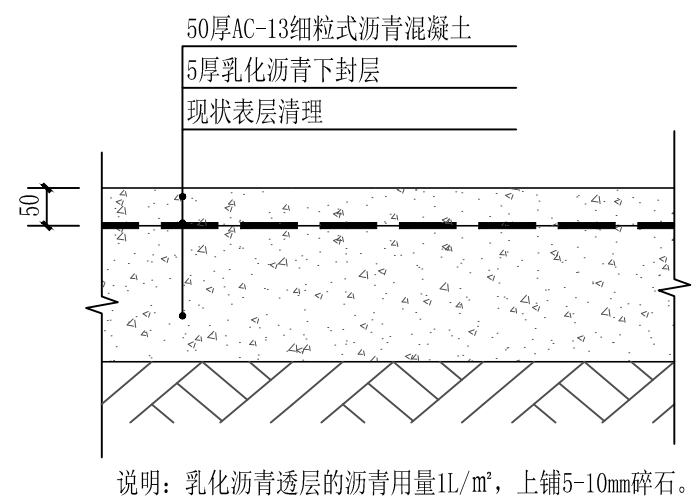 50厚AC-13细粒式沥青混凝土
5厚乳化沥青下封层
现状表层清理
50
说明：乳化沥青透层的沥青用量1L/㎡，上铺5-10mm碎石。